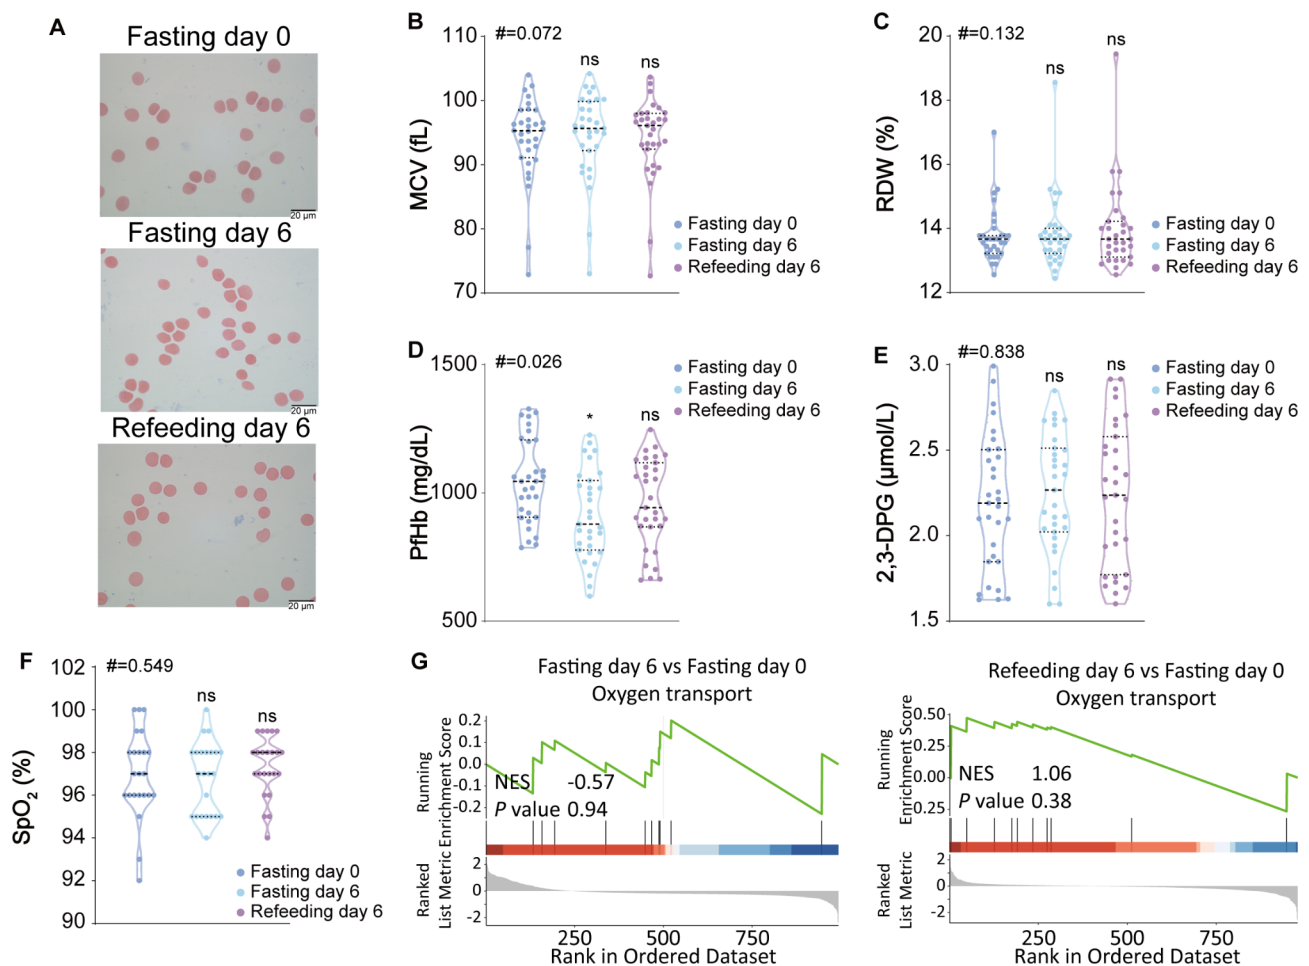 A
Fasting day 0
20 µm
Fasting day 6
20 µm
Refeeding day 6
20 µm
B
#=0.072
ns
ns
MCV (fL)
110
100
90
80
70
Fasting day 0
Fasting day 6
Refeeding day 6
C
#=0.132
ns
ns
RDW (%)
20
18
16
14
12
Fasting day 0
Fasting day 6
Refeeding day 6
D
#=0.026
*
ns
PfHb (mg/dL)
1500
1000
500
Fasting day 0
Fasting day 6
Refeeding day 6
E
#=0.838
ns
ns
2,3-DPG (µmol/L)
3.0
2.5
2.0
1.5
Fasting day 0
Fasting day 6
Refeeding day 6
F
#=0.549
ns
ns
SpO2 (%)
102
100
98
96
94
92
90
Fasting day 0
Fasting day 6
Refeeding day 6
G
Fasting day 6 vs Fasting day 0
Oxygen transport
Running
Enrichment Score
0.2
0.1
0.0
-0.1
-0.2
NES -0.57
P value 0.94
Ranked
List Metric
2
0
-2
250 500 750
Rank in Ordered Dataset
Refeeding day 6 vs Fasting day 0
Oxygen transport
Running
Enrichment Score
0.50
0.25
0.00
0.25
NES 1.06
P value 0.38
Ranked
List Metric
2
0
-2
250 500 750
Rank in Ordered Dataset